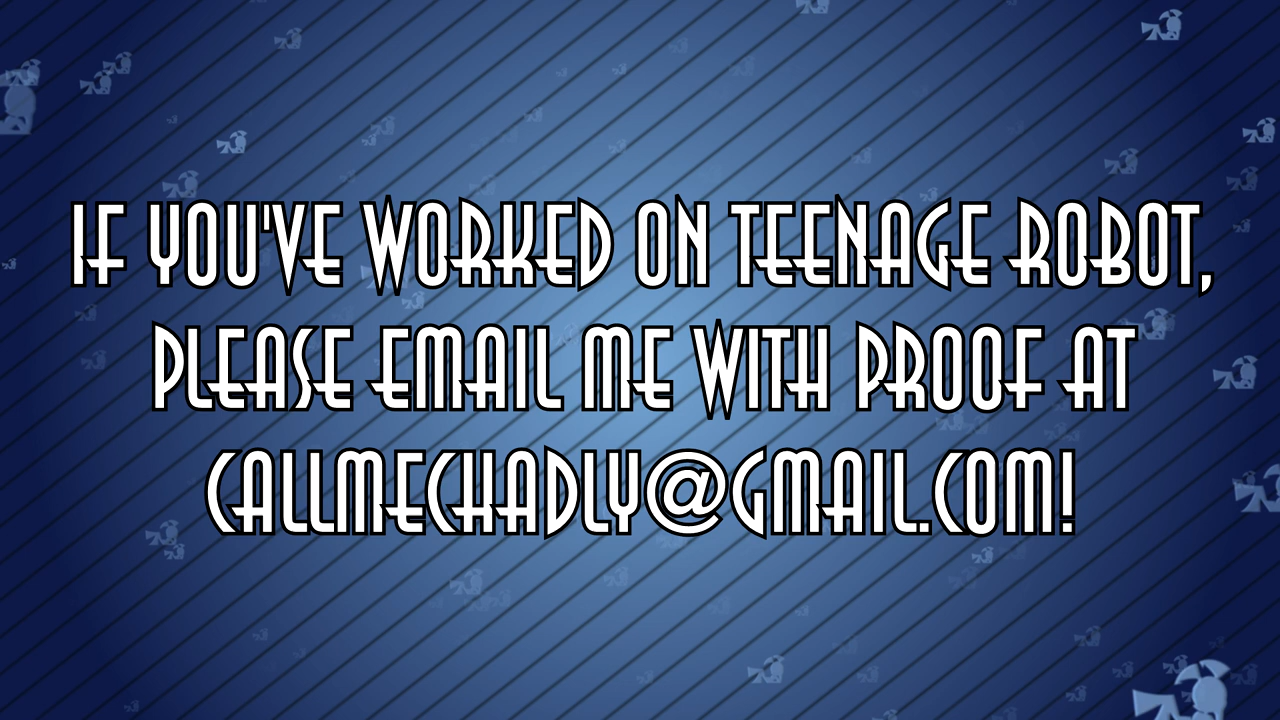 IF YOU'VE WORKED ON TEENAGE ROBOT,
PLEASE EMAIL ME WITH PROOF AT
CALLMECHADLY@GMAIL.COM!